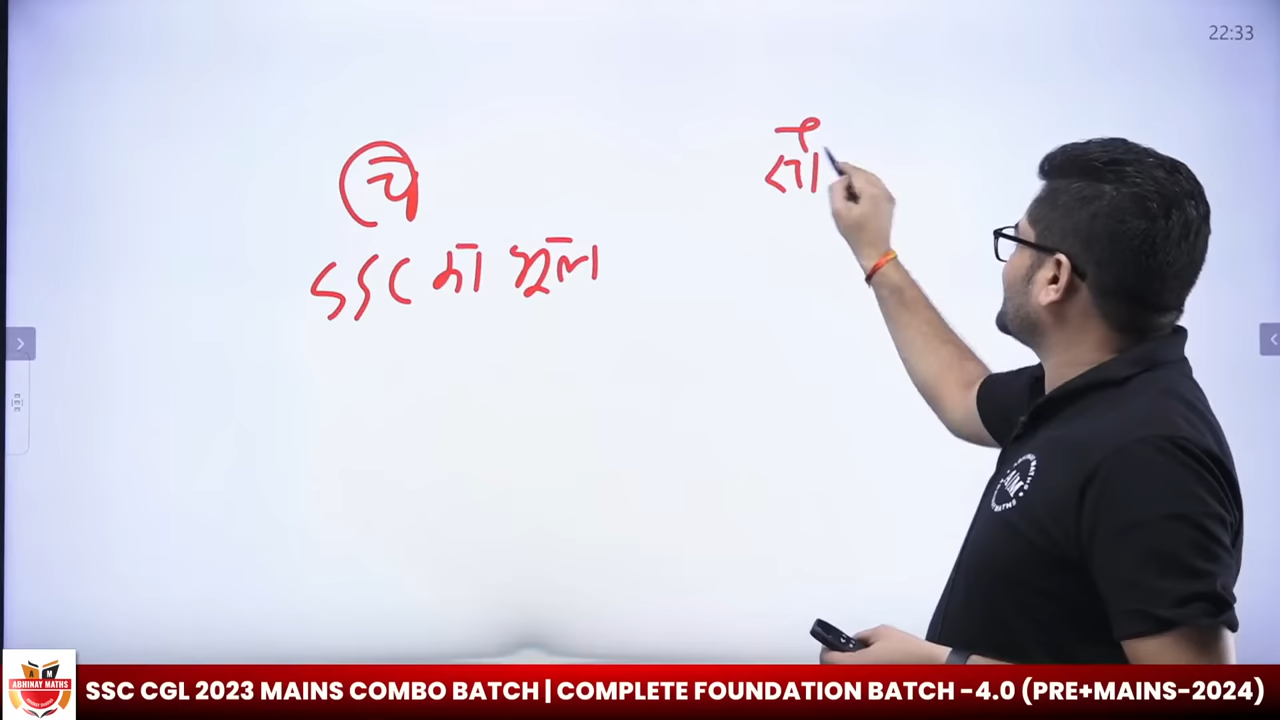 22:33
चे
SSC को भूल
ABHINAY MATHS
SSC CGL 2023 MAINS COMBO BATCH | COMPLETE FOUNDATION BATCH -4.0 (PRE+MAINS-2024)